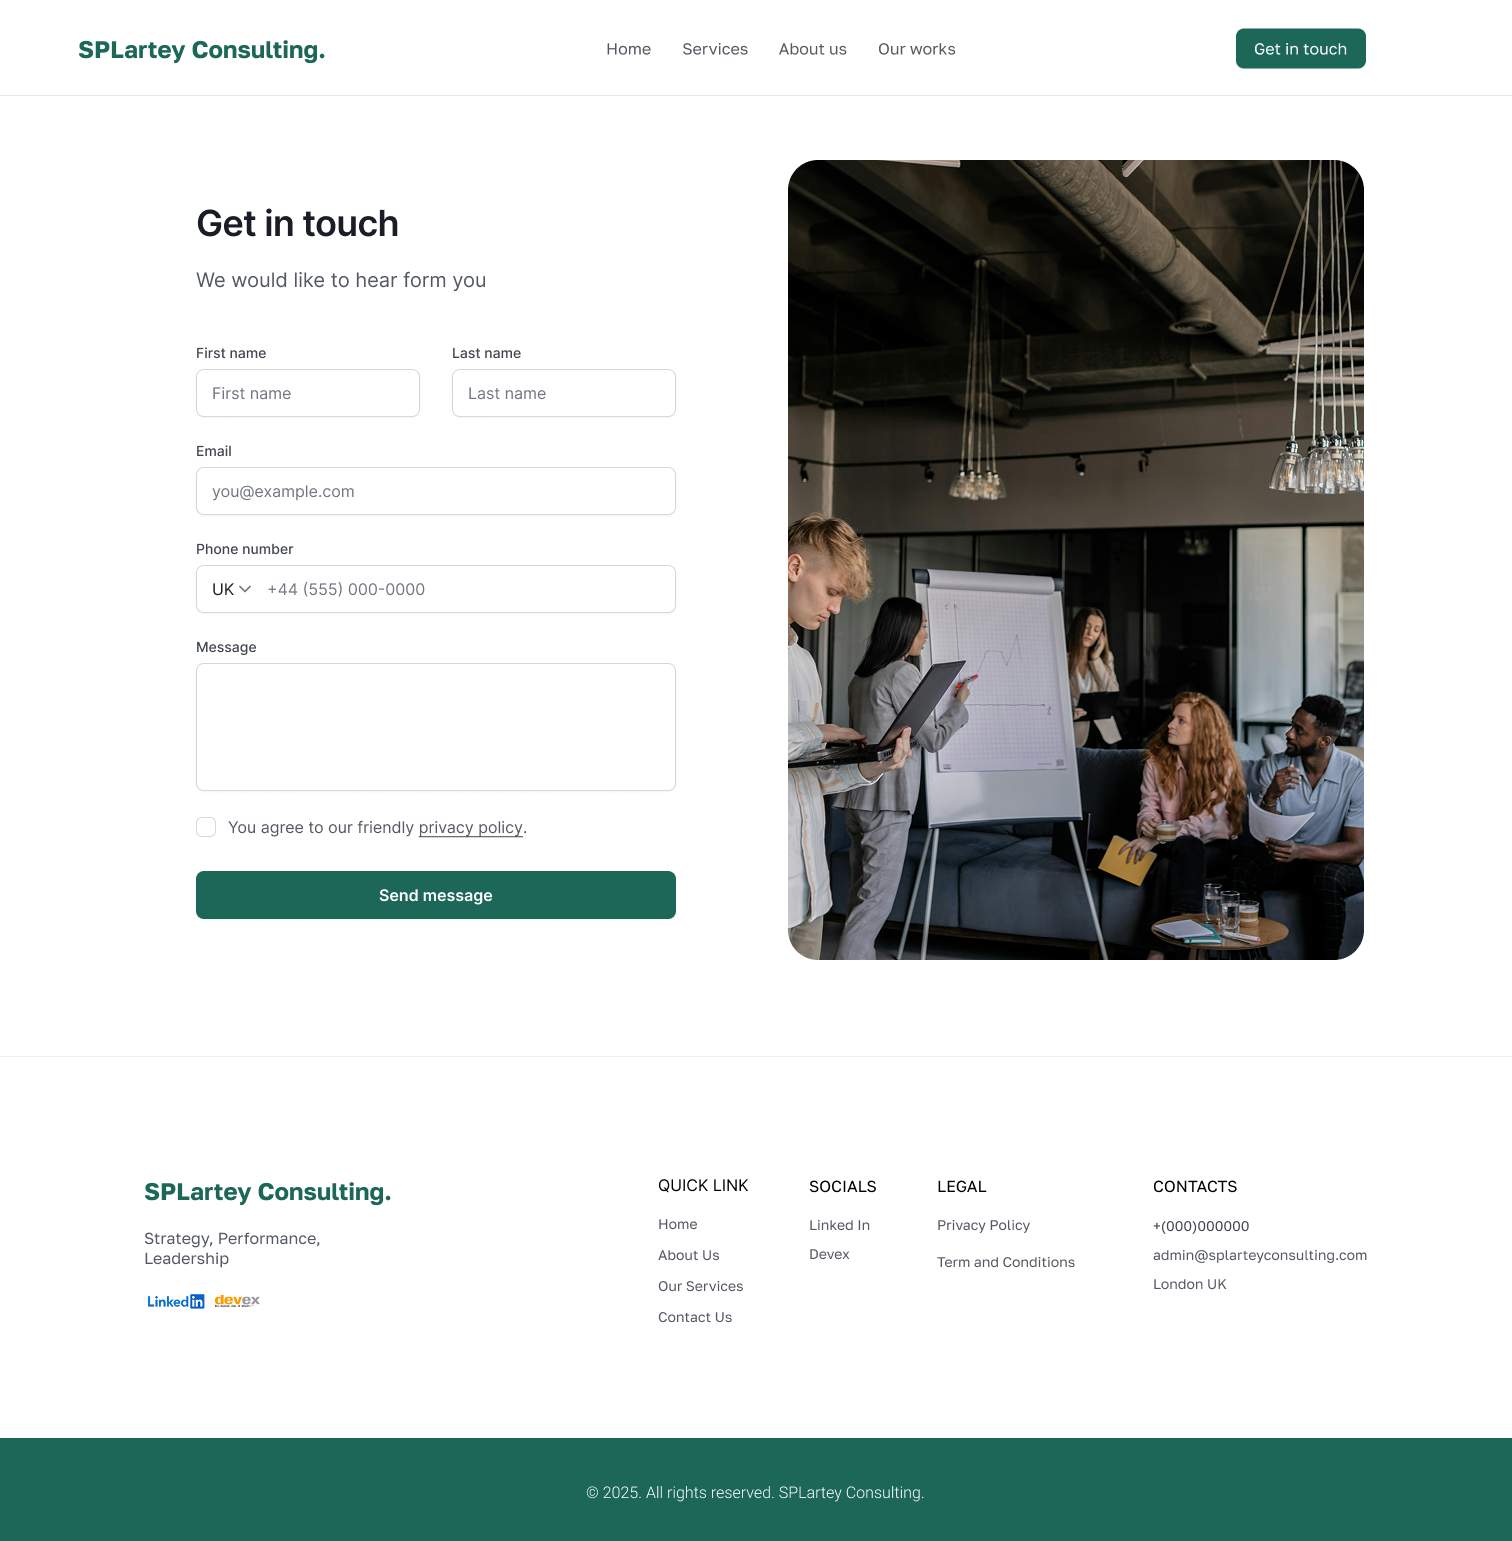 SPLartey Consulting.
Home Services About us Our works
Get in touch
Get in touch
We would like to hear form you
First name
Last name
First name
Last name
Email
you@example.com
Phone number
UK +44 (555) 000-0000
Message
You agree to our friendly privacy policy.
Send message
SPLartey Consulting.
Strategy, Performance,
Leadership
Linked in devex
QUICK LINK
Home
About Us
Our Services
Contact Us
SOCIALS
Linked In
Devex
LEGAL
Privacy Policy
Term and Conditions
CONTACTS
+(000)000000
admin@splarteyconsulting.com
London UK
© 2025. All rights reserved. SPLartey Consulting.